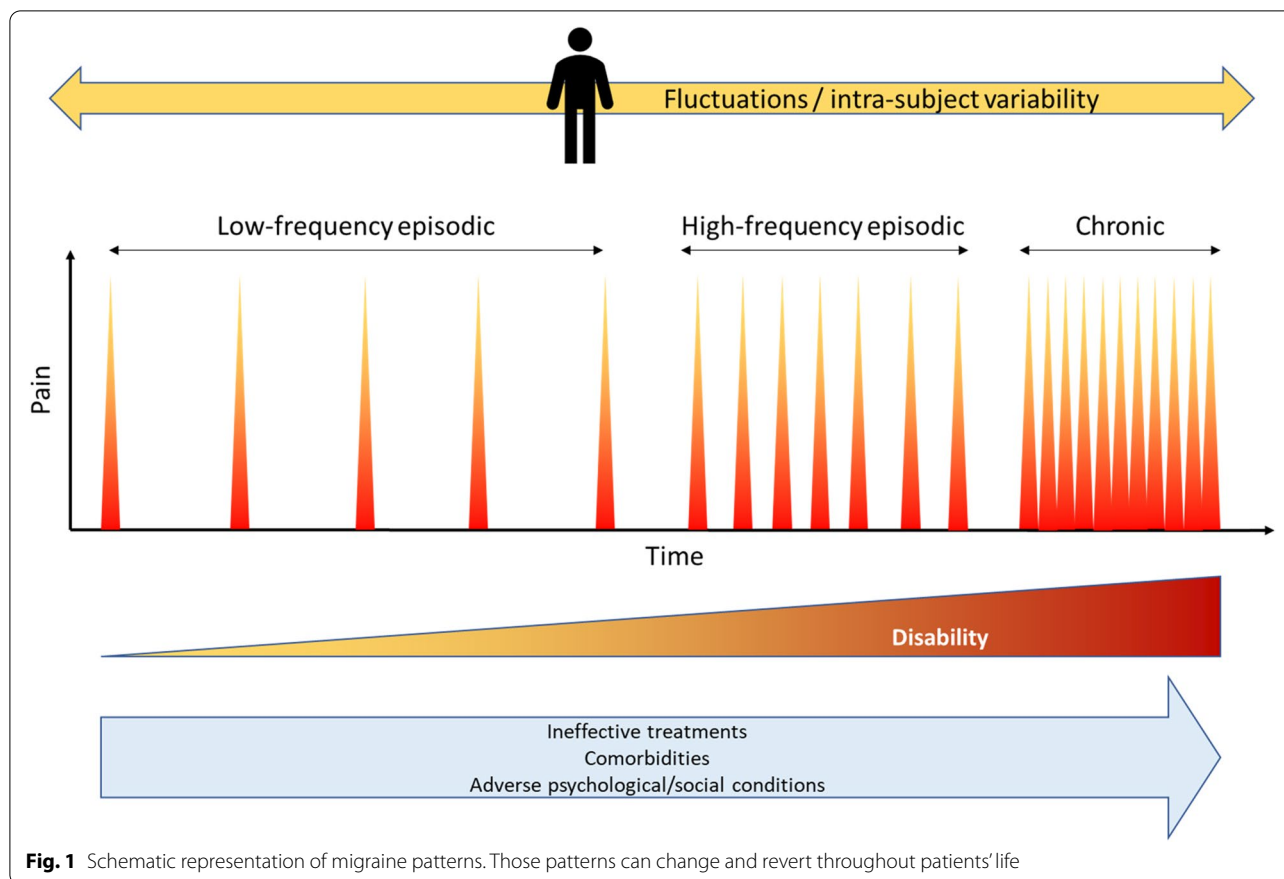 Fluctuations / intra-subject variability
Low-frequency episodic
High-frequency episodic
Chronic
Pain
Time
Disability
Ineffective treatments
Comorbidities
Adverse psychological/social conditions
Fig. 1 Schematic representation of migraine patterns. Those patterns can change and revert throughout patients’ life